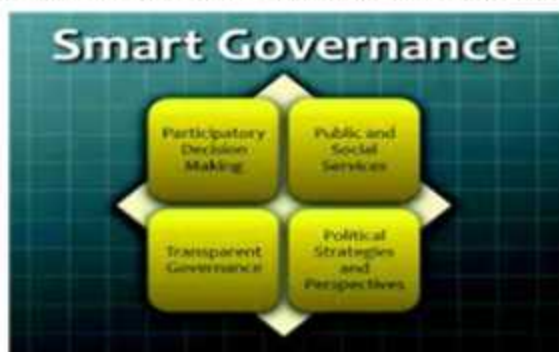 Smart Governance
Participatory
Decision
Making
Public and
Social
Services
Transparent
Governance
Political
Strategies
and
Perspectives